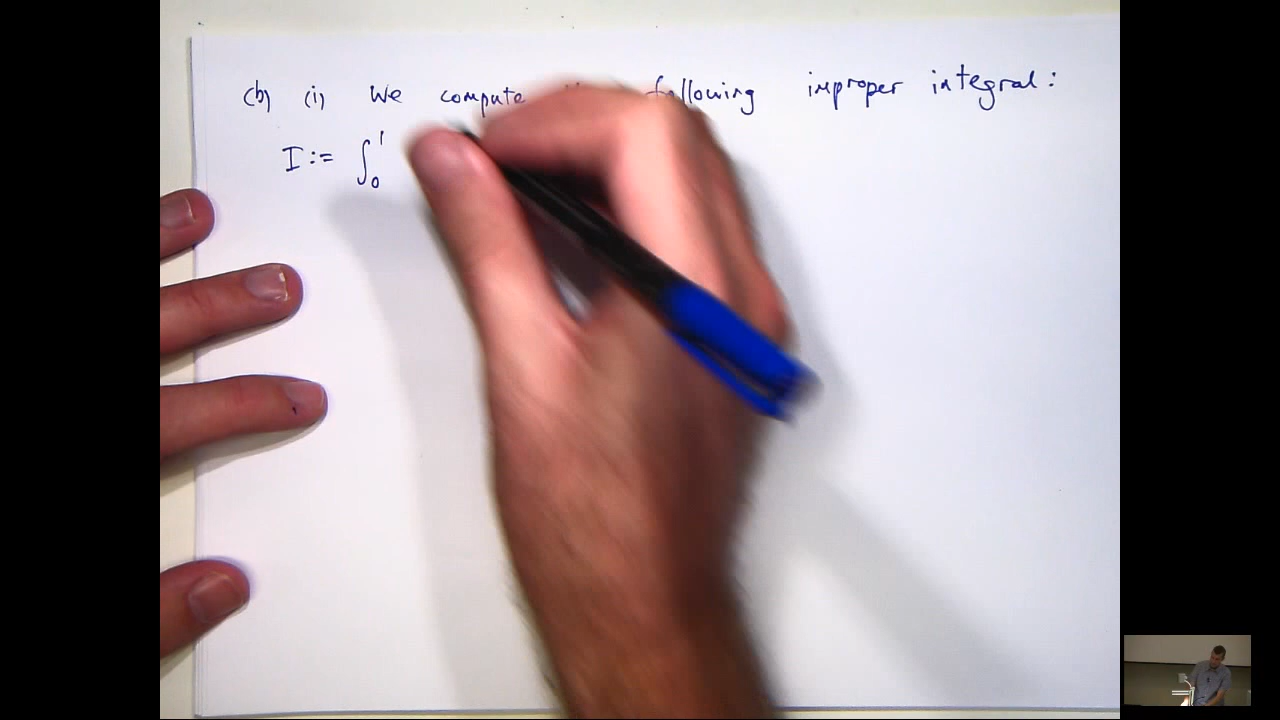 (b) (i) We compute following improper integral:
I := ∫₀¹